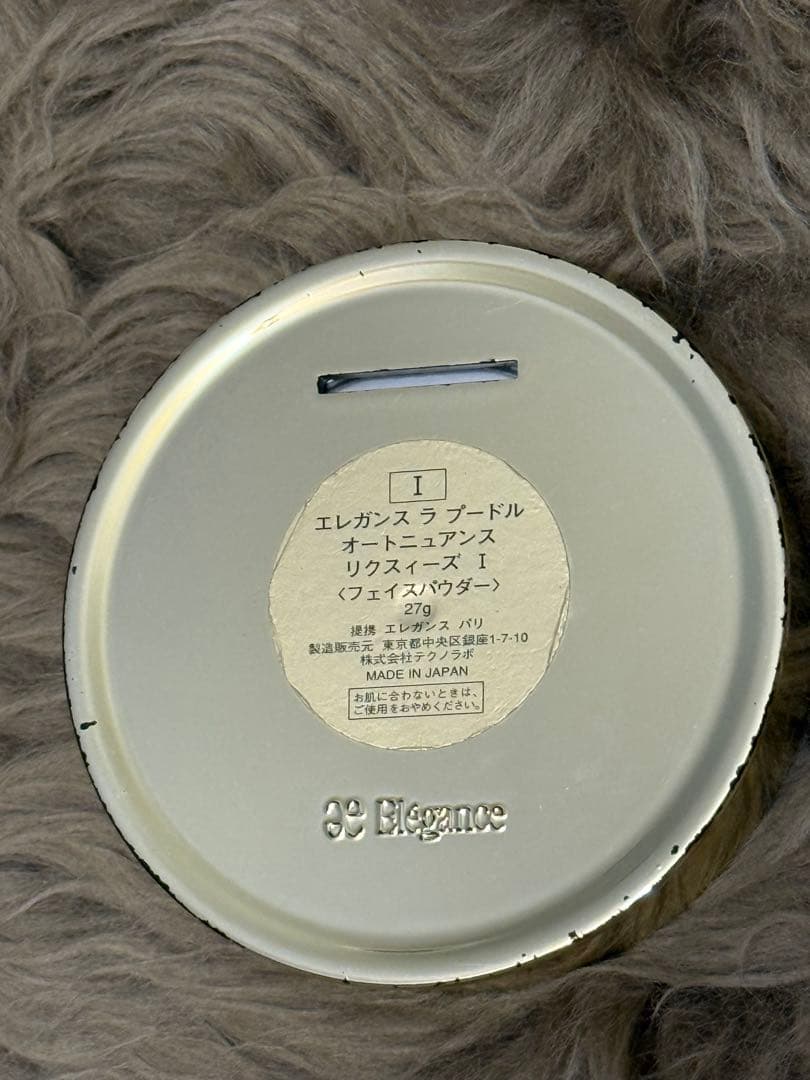 I
エレガンス ラ プードル
オートニュアンス
リクスィーズ I
〈フェイスパウダー〉
27g
提携 エレガンス パリ
製造販売元 東京都中央区銀座1-7-10
株式会社テクノラボ
MADE IN JAPAN
お肌に合わないときは、
ご使用をおやめください。
Elégance